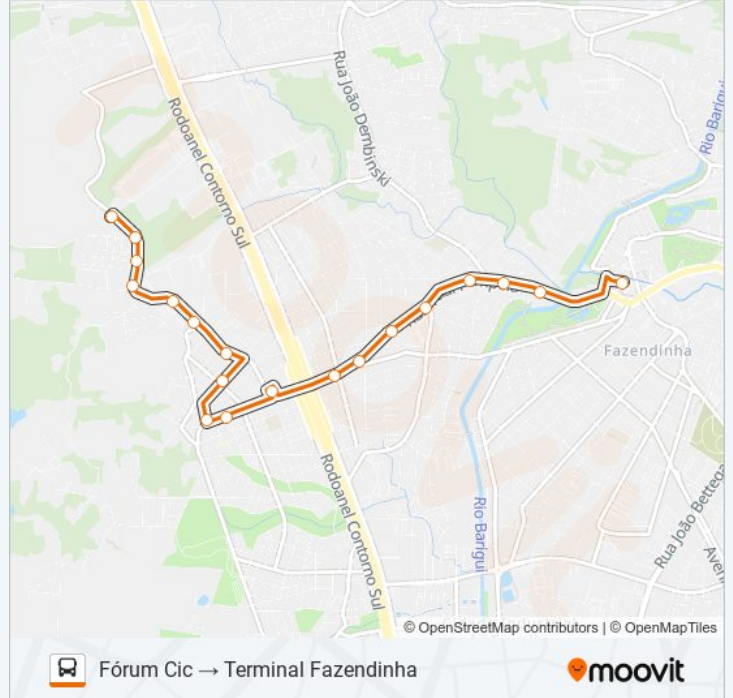 Rio Barigui
Rua João Dembinski
Rodoanel Contorno Sul
Fazendinha
Rodoanel Contorno Sul
Rio Barigui
Rua João Bettega
© OpenStreetMap contributors | © OpenMapTiles
Fórum Cic → Terminal Fazendinha
moovit